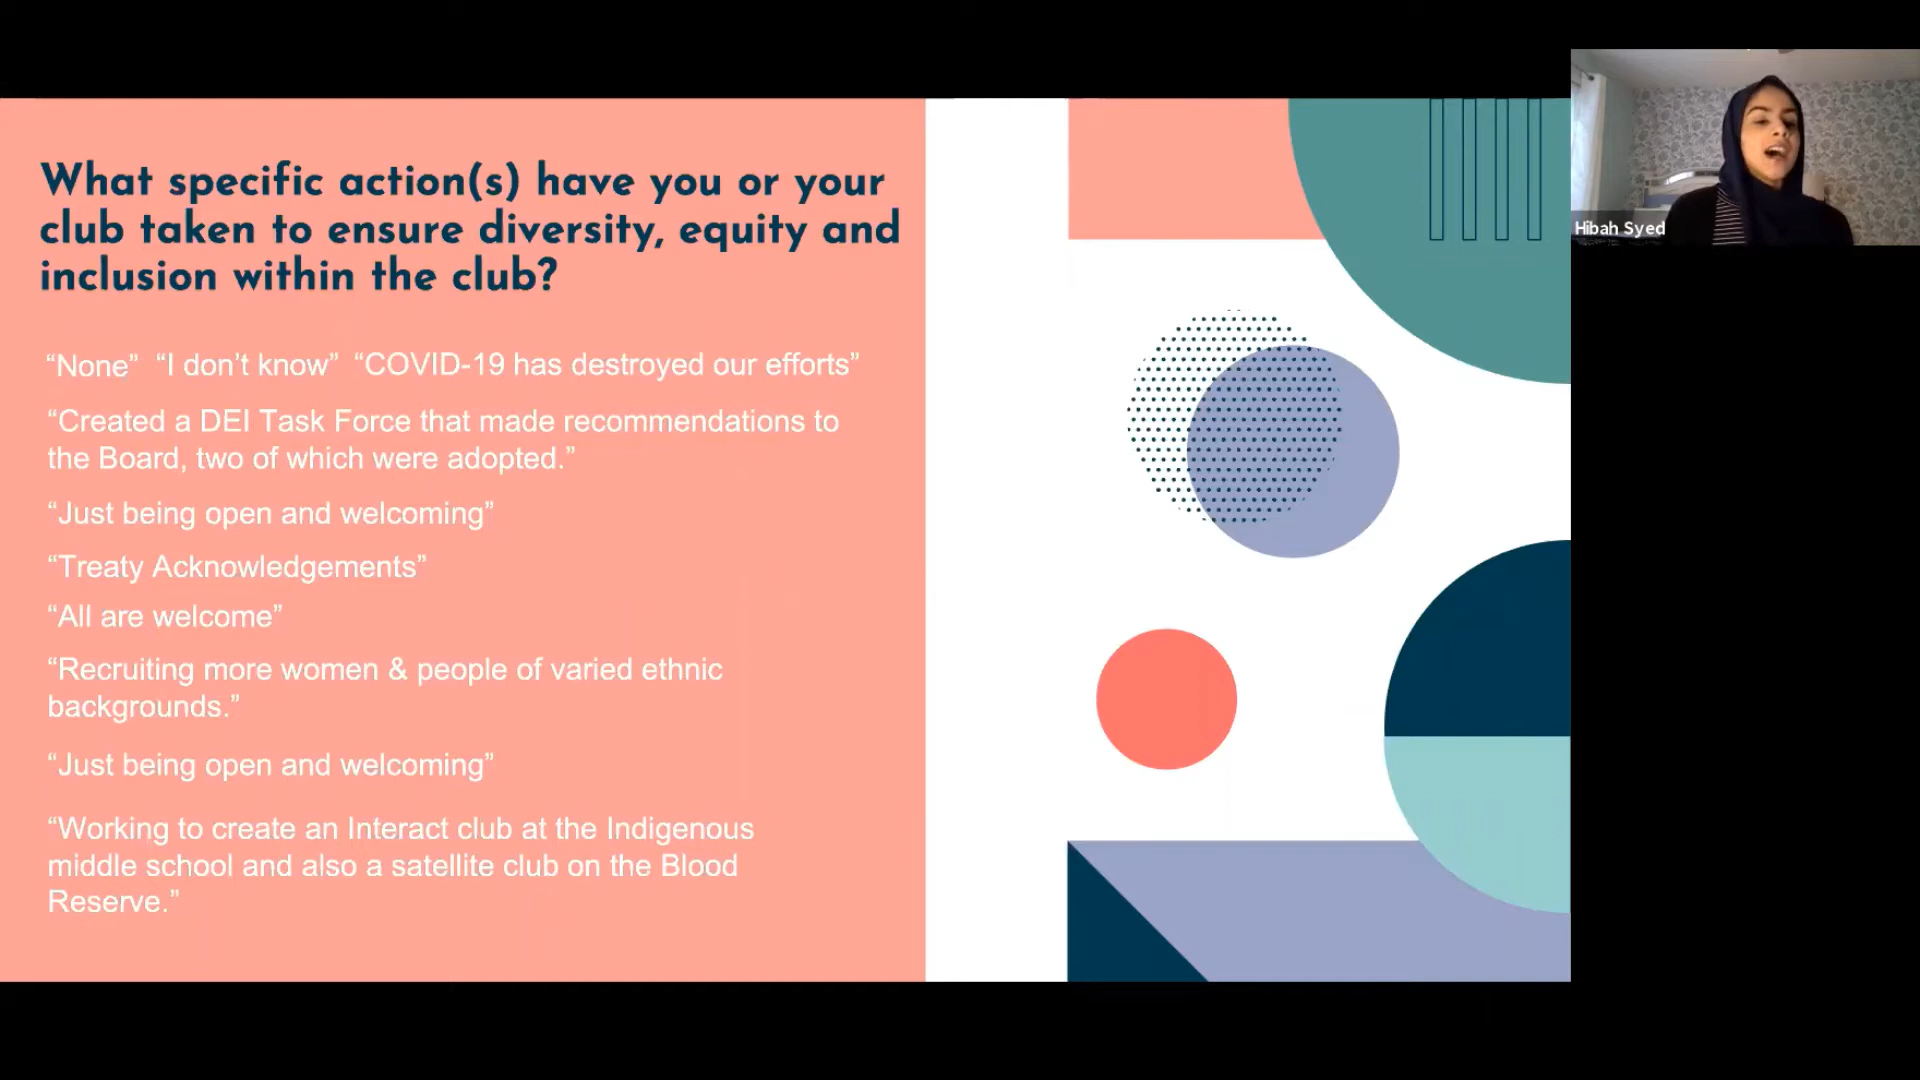 What specific action(s) have you or your
club taken to ensure diversity, equity and
inclusion within the club?
“None” “I don’t know” “COVID-19 has destroyed our efforts”
“Created a DEI Task Force that made recommendations to
the Board, two of which were adopted.”
“Just being open and welcoming”
“Treaty Acknowledgements”
“All are welcome”
“Recruiting more women & people of varied ethnic
backgrounds.”
“Just being open and welcoming”
“Working to create an Interact club at the Indigenous
middle school and also a satellite club on the Blood
Reserve.”
Hibah Syed